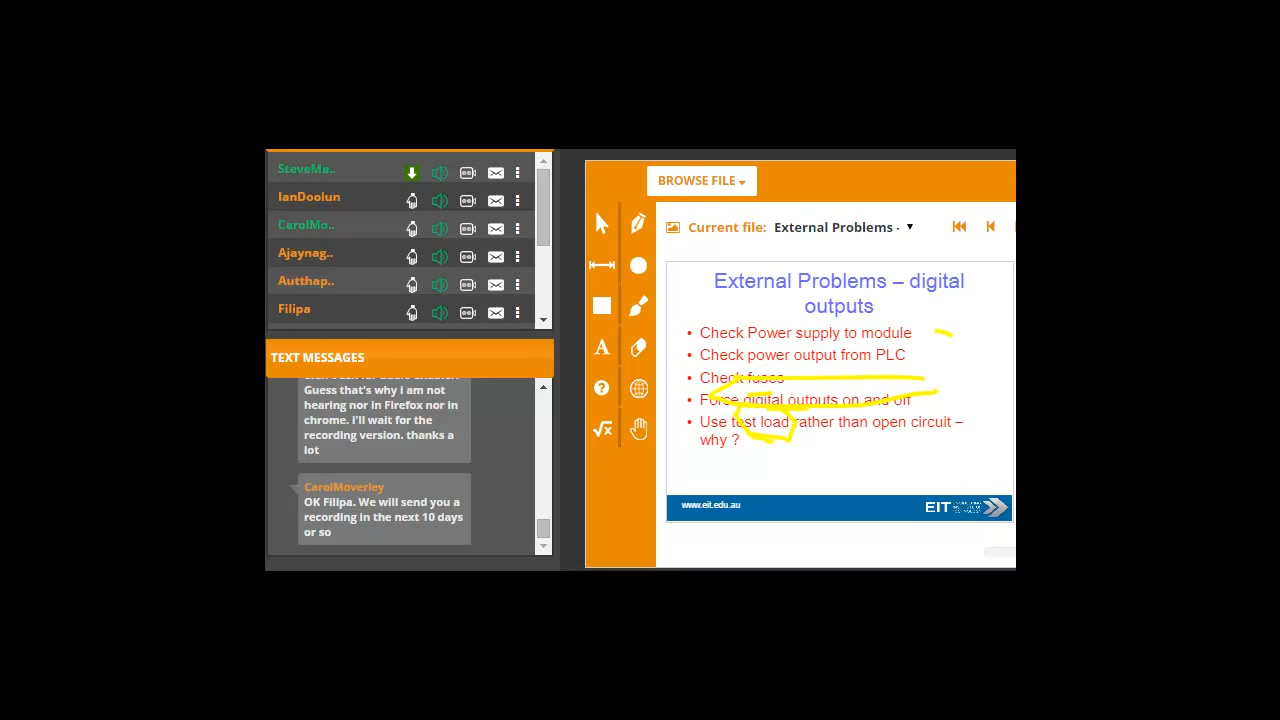 SteveMa..
IanDoolun
CarolMo..
Ajaynag..
Autthap..
Filipa
TEXT MESSAGES
Guess that's why I am not
hearing nor in Firefox nor in
chrome. i'll wait for the
recording version. thanks a
lot
CarolMoverley
OK Filipa. We will send you a
recording in the next 10 days
or so
BROWSE FILE
Current file: External Problems -
A
?
√x
External Problems – digital
outputs
• Check Power supply to module
• Check power output from PLC
• Check fuses
• Force digital outputs on and off
• Use test load rather than open circuit –
why ?
www.eit.edu.au
EIT